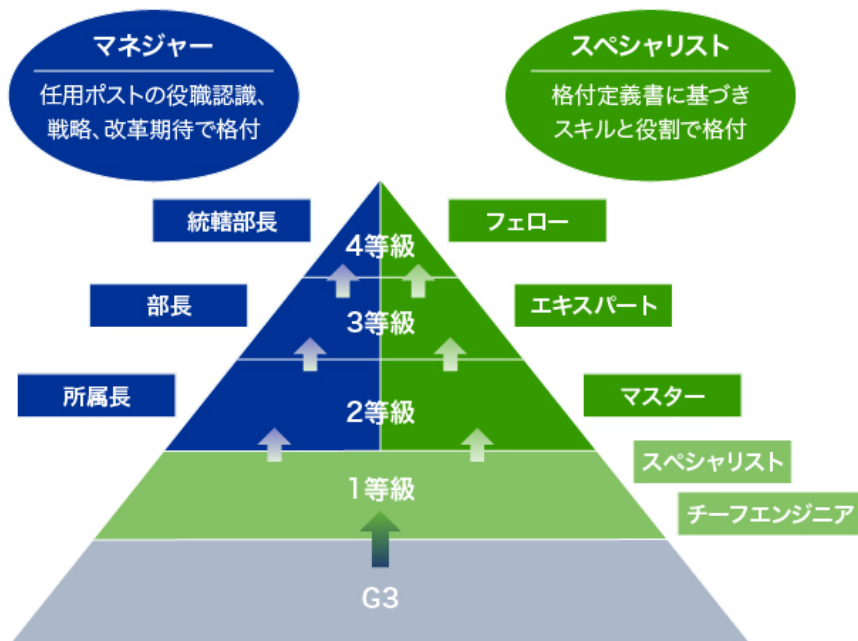 マネジャー
任用ポストの役職認識、
戦略、改革期待で格付
スペシャリスト
格付定義書に基づき
スキルと役割で格付
統轄部長
4等級
フェロー
部長
3等級
エキスパート
所属長
2等級
マスター
1等級
スペシャリスト
チーフエンジニア
G3